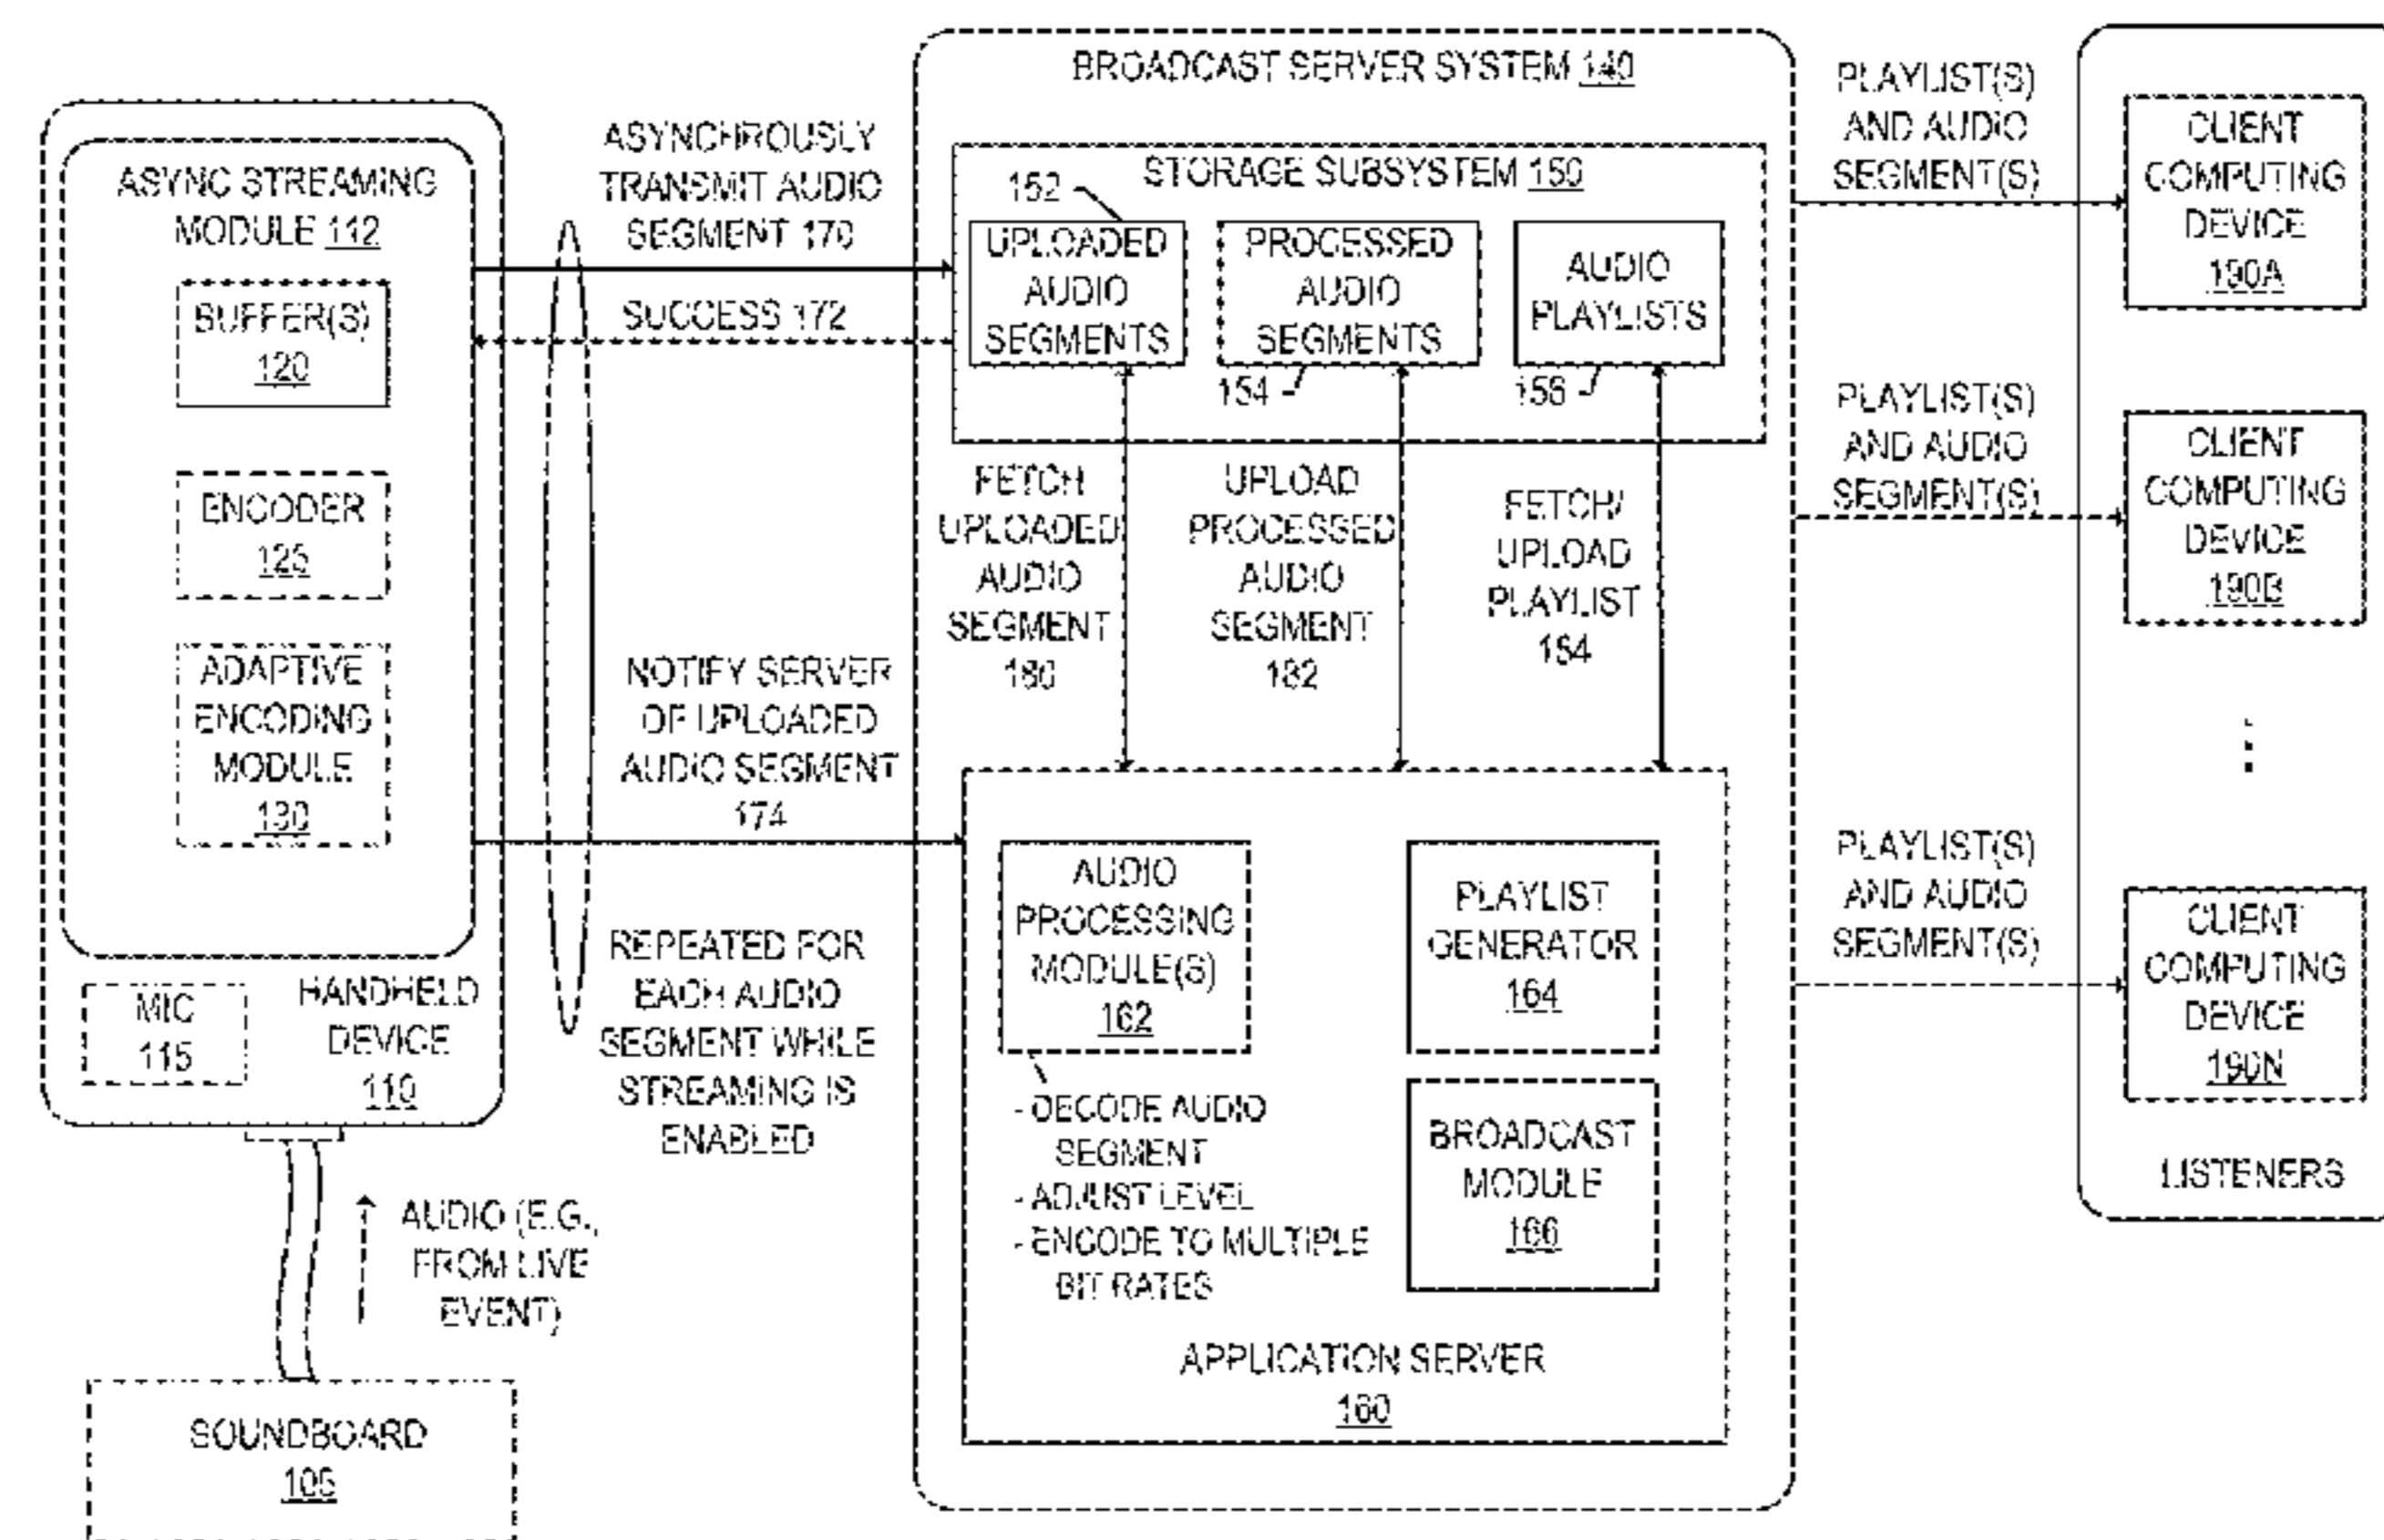 BROADCAST SERVER SYSTEM 140
ASYNC STREAMING
MODULE 112
BUFFER(S)
120
ENCODER
125
ADAPTIVE
ENCODING
MODULE
130
MIC
115
HANDHELD
DEVICE
110
AUDIO (E.G.,
FROM LIVE
EVENT)
SOUNDBOARD
105
ASYNCHROUSLY
TRANSMIT AUDIO
SEGMENT 170
SUCCESS 172
NOTIFY SERVER
OF UPLOADED
AUDIO SEGMENT
174
REPEATED FOR
EACH AUDIO
SEGMENT WHILE
STREAMING IS
ENABLED
STORAGE SUBSYSTEM 150
152
UPLOADED
AUDIO
SEGMENTS
PROCESSED
AUDIO
SEGMENTS
154
AUDIO
PLAYLISTS
156
FETCH
UPLOADED
AUDIO
SEGMENT
180
UPLOAD
PROCESSED
AUDIO
SEGMENT
182
FETCH/
UPLOAD
PLAYLIST
184
AUDIO
PROCESSING
MODULE(S)
162
- DECODE AUDIO
SEGMENT
- ADJUST LEVEL
- ENCODE TO MULTIPLE
BIT RATES
PLAYLIST
GENERATOR
164
BROADCAST
MODULE
166
APPLICATION SERVER
160
PLAYLIST(S)
AND AUDIO
SEGMENT(S)
CLIENT
COMPUTING
DEVICE
190A
PLAYLIST(S)
AND AUDIO
SEGMENT(S)
CLIENT
COMPUTING
DEVICE
190B
PLAYLIST(S)
AND AUDIO
SEGMENT(S)
CLIENT
COMPUTING
DEVICE
190N
LISTENERS